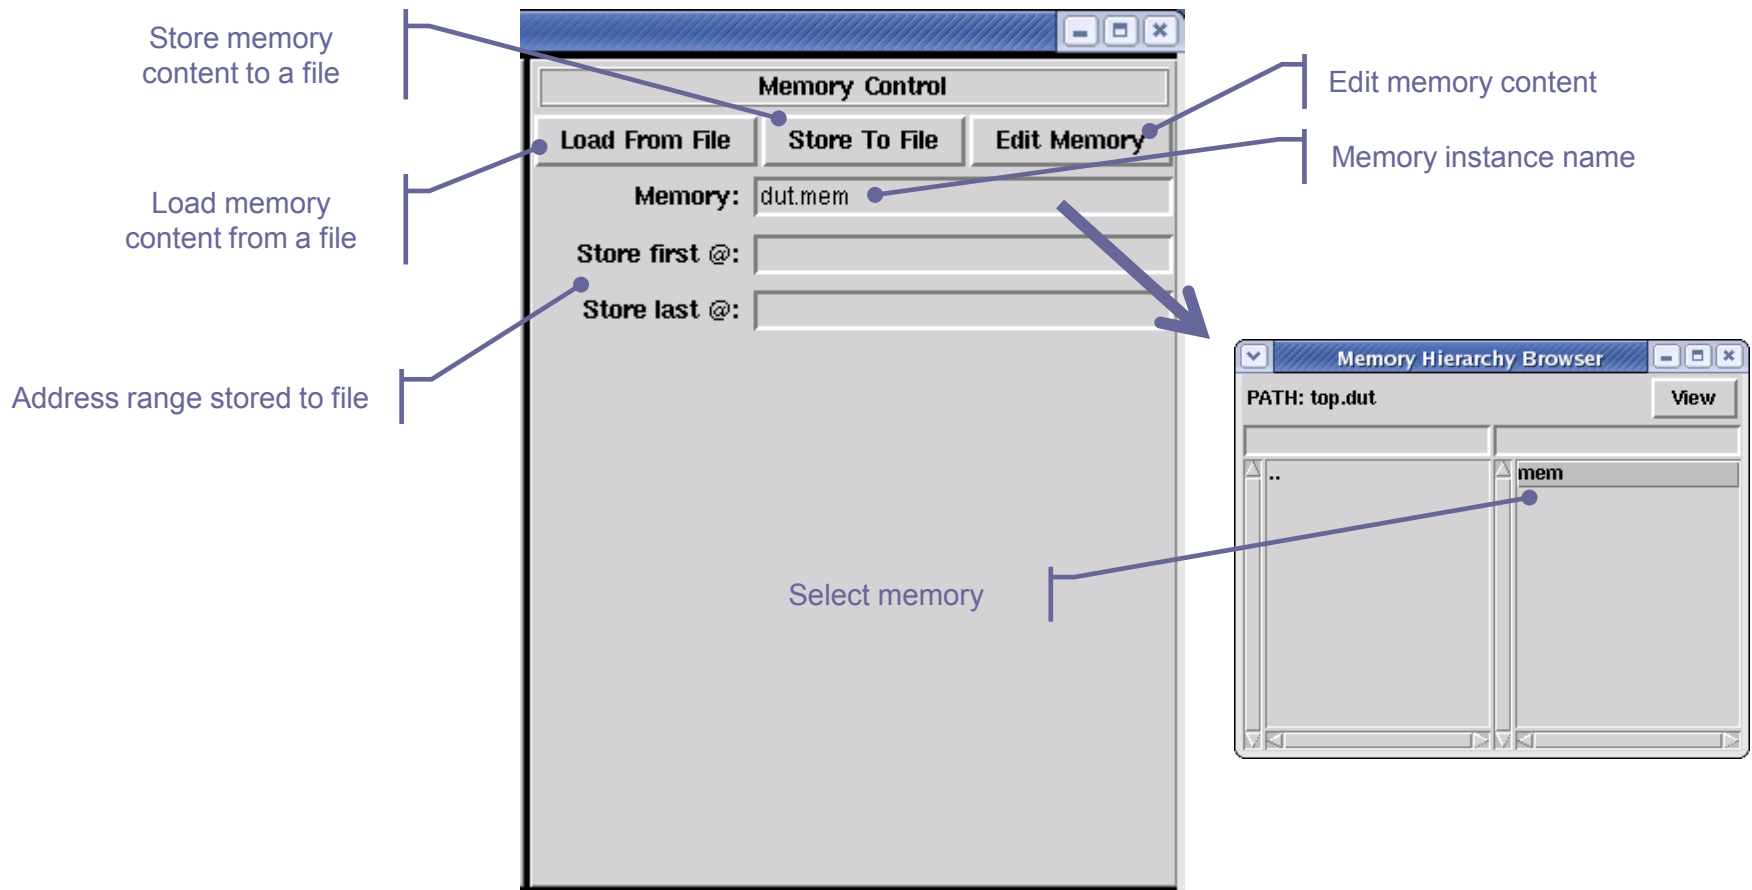 Store memory
content to a file
Load memory
content from a file
Address range stored to file
Memory Control
Load From File
Store To File
Edit Memory
Memory:
dut.mem
Store first @:
Store last @:
Edit memory content
Memory instance name
Memory Hierarchy Browser
PATH: top.dut
View
..
mem
Select memory